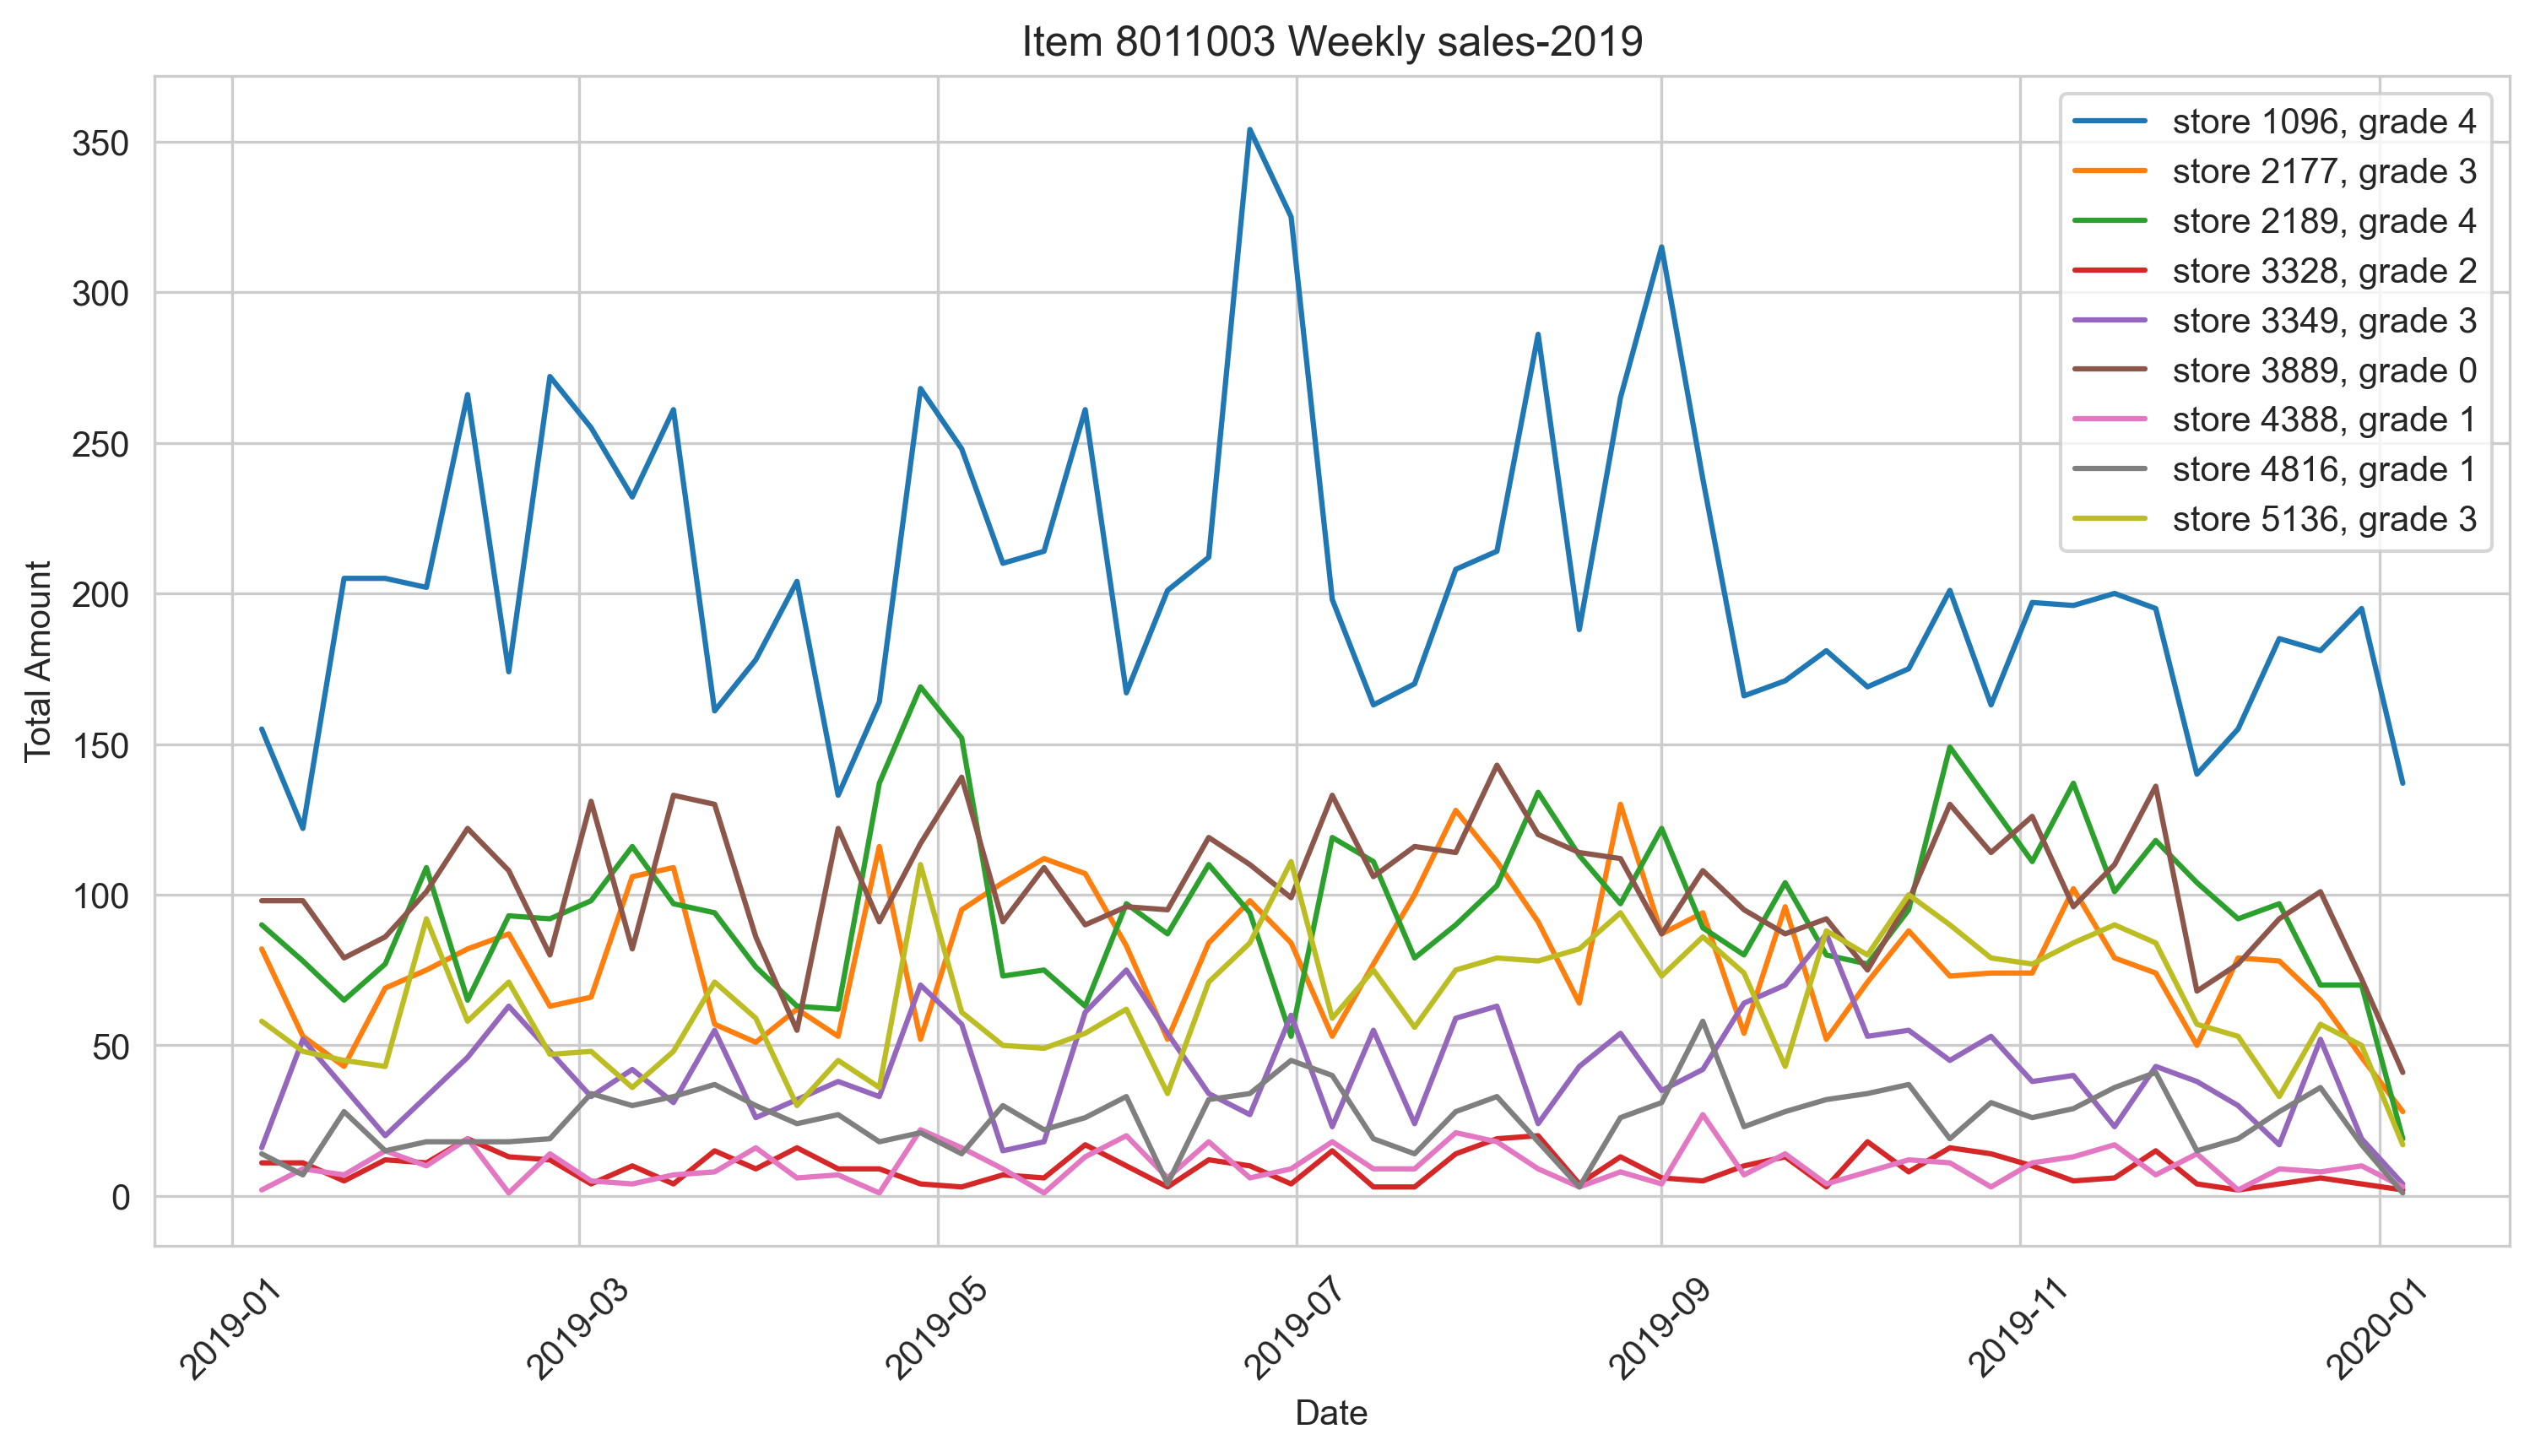 Item 8011003 Weekly sales-2019
350
300
250
200
150
100
50
0
Total Amount
store 1096, grade 4
store 2177, grade 3
store 2189, grade 4
store 3328, grade 2
store 3349, grade 3
store 3889, grade 0
store 4388, grade 1
store 4816, grade 1
store 5136, grade 3
2019-01
2019-03
2019-05
2019-07
2019-09
2019-11
2020-01
Date